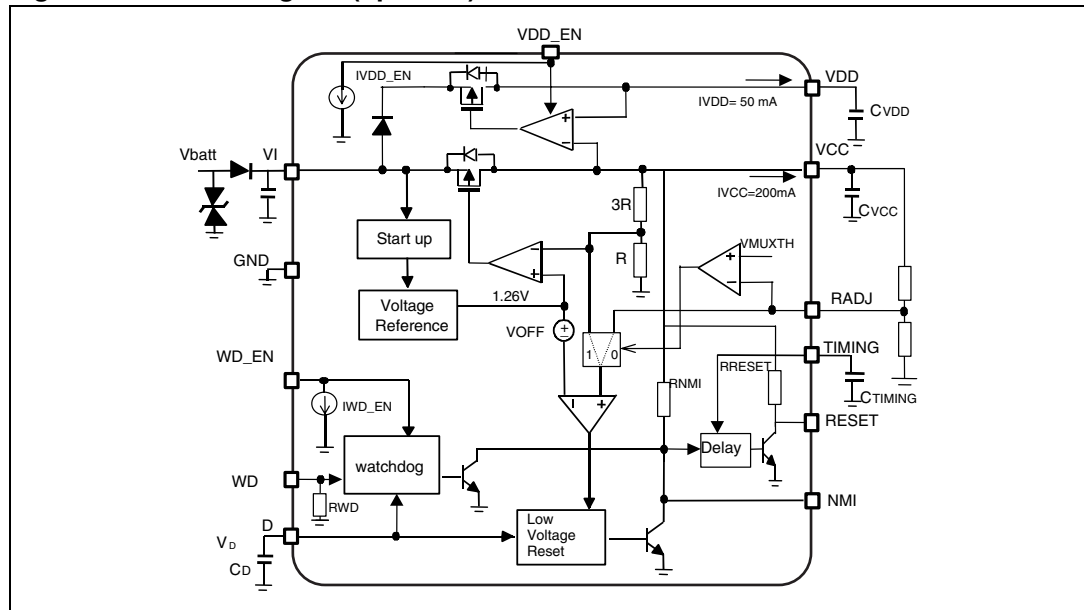 VDD_EN
IVDD_EN
VDD
IVDD= 50 mA
CVDD
Vbatt
VI
VCC
IVCC=200mA
CVCC
3R
Start up
R
VMUXTH
GND
Voltage
Reference
1.26V
VOFF
RADJ
1 0
TIMING
WD_EN
RRESET
RNMI
CTIMING
IWD_EN
RESET
watchdog
Delay
WD
RWD
NMI
D
VD
CD
Low
Voltage
Reset